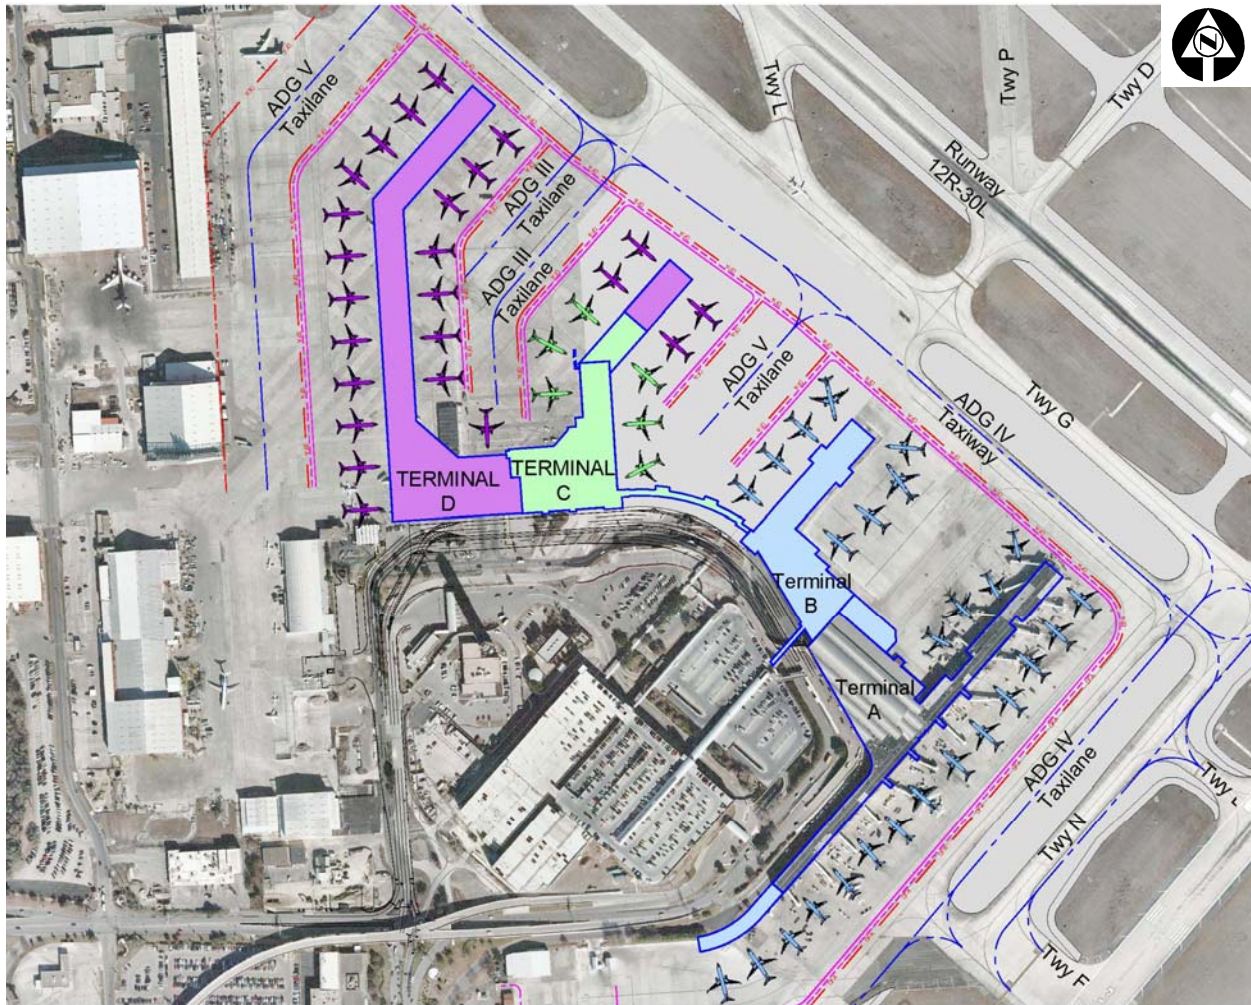 N
ADG V
Taxilane
Twy L
Twy P
Twy D
Runway
12R-30L
ADG III
Taxilane
ADG III
Taxilane
ADG V
Taxilane
ADG IV
Taxiway
Twy G
TERMINAL
D
TERMINAL
C
Terminal
B
Terminal
A
ADG IV
Taxilane
Twy N
Twy
Twy F